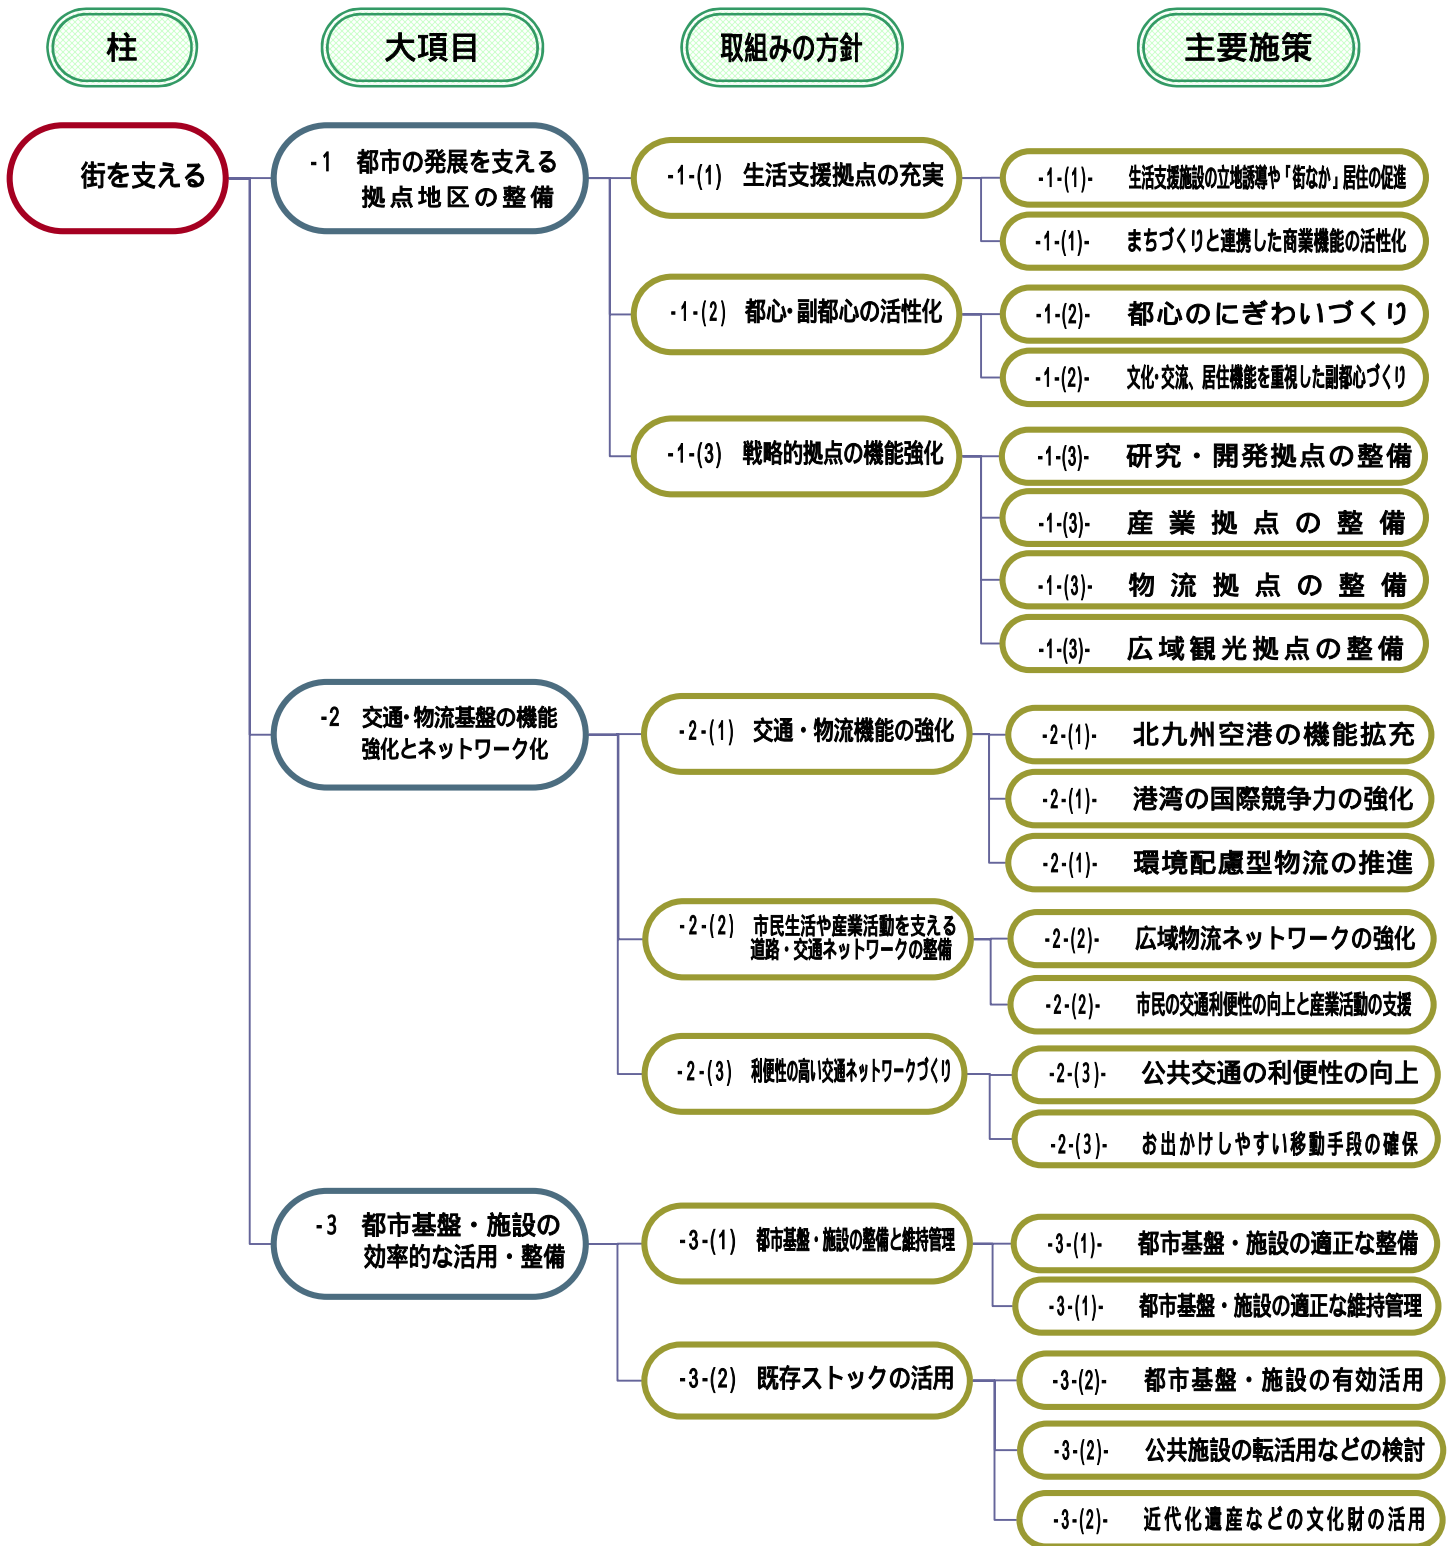 柱
大項目
取組みの方針
主要施策
街を支える
-1 都市の発展を支える
拠点地区の整備
-1-(1) 生活支援拠点の充実
-1-(1)- 生活支援施設の立地誘導や「街なか」居住の促進
-1-(1)- まちづくりと連携した商業機能の活性化
-1-(2) 都心・副都心の活性化
-1-(2)- 都心のにぎわいづくり
-1-(2)- 文化・交流、居住機能を重視した副都心づくり
-1-(3) 戦略的拠点の機能強化
-1-(3)- 研究・開発拠点の整備
-1-(3)- 産業拠点の整備
-1-(3)- 物流拠点の整備
-1-(3)- 広域観光拠点の整備
-2 交通・物流基盤の機能
強化とネットワーク化
-2-(1) 交通・物流機能の強化
-2-(1)- 北九州空港の機能拡充
-2-(1)- 港湾の国際競争力の強化
-2-(1)- 環境配慮型物流の推進
-2-(2) 市民生活や産業活動を支える
道路・交通ネットワークの整備
-2-(2)- 広域物流ネットワークの強化
-2-(2)- 市民の交通利便性の向上と産業活動の支援
-2-(3) 利便性の高い交通ネットワークづくり
-2-(3)- 公共交通の利便性の向上
-2-(3)- お出かけしやすい移動手段の確保
-3 都市基盤・施設の
効率的な活用・整備
-3-(1) 都市基盤・施設の整備と維持管理
-3-(1)- 都市基盤・施設の適正な整備
-3-(1)- 都市基盤・施設の適正な維持管理
-3-(2) 既存ストックの活用
-3-(2)- 都市基盤・施設の有効活用
-3-(2)- 公共施設の転活用などの検討
-3-(2)- 近代化遺産などの文化財の活用